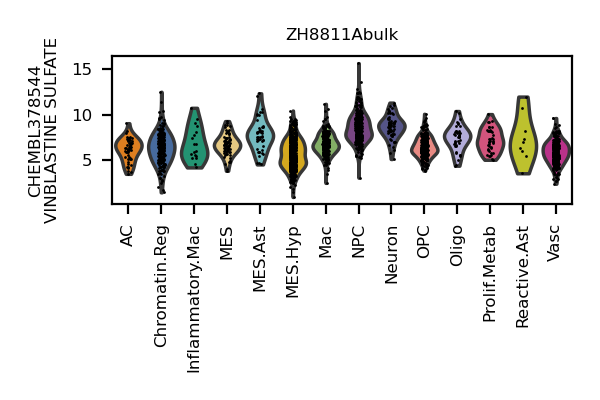 ZH8811Abulk
CHEMBL378544
VINBLASTINE SULFATE
15
10
5
AC
Chromatin.Reg
Inflammatory.Mac
MES
MES.Ast
MES.Hyp
Mac
NPC
Neuron
OPC
Oligo
Prolif.Metab
Reactive.Ast
Vasc